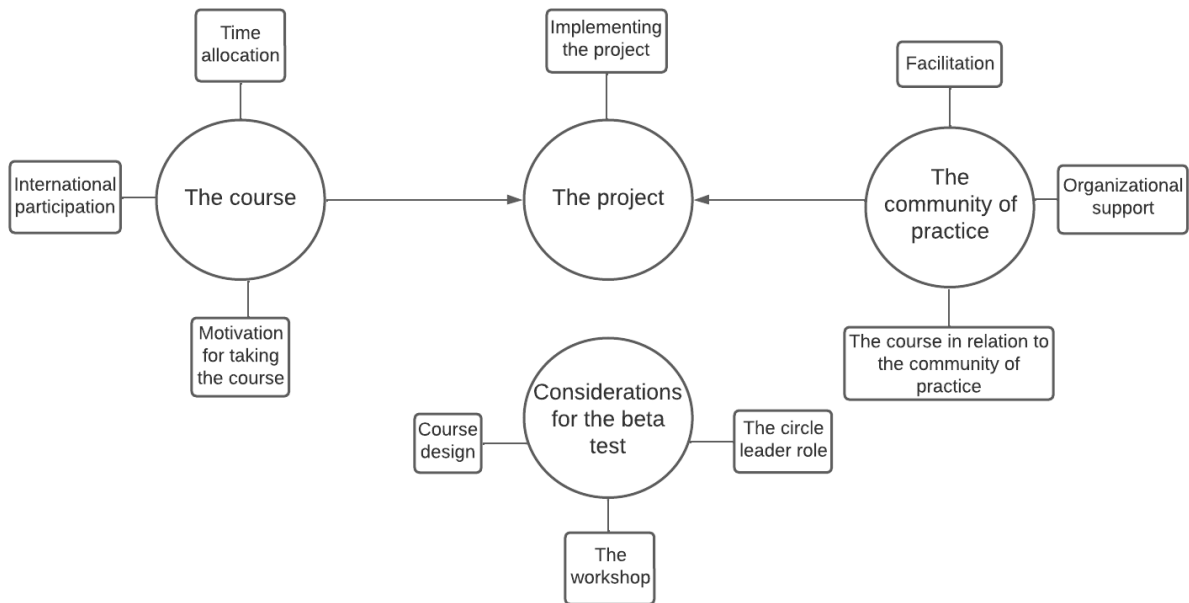 Time
allocation
Implementing
the project
Facilitation
International
participation
The course
The project
The
community of
practice
Organizational
support
Motivation
for taking
the course
The course in relation to
the community of
practice
Considerations
for the beta
test
Course
design
The circle
leader role
The
workshop